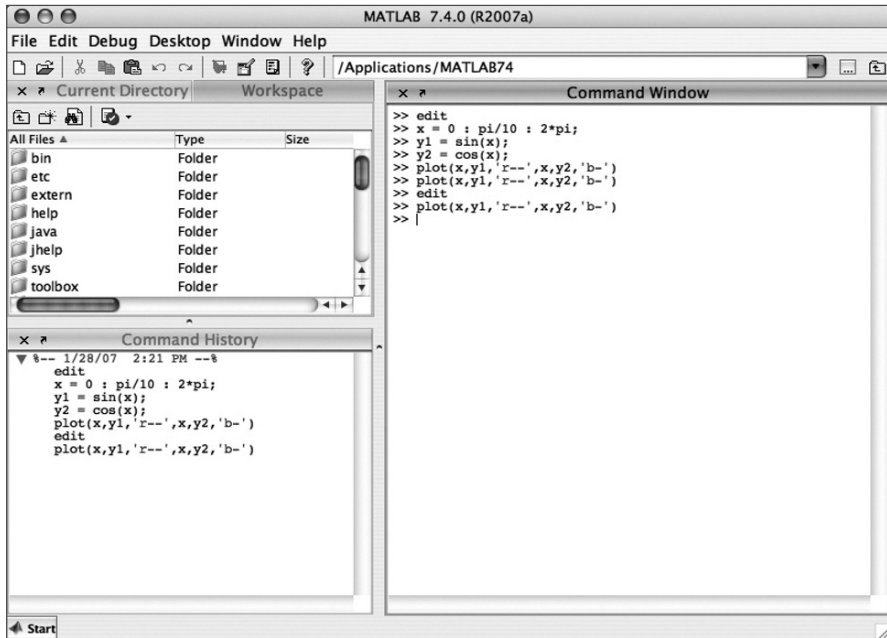 MATLAB 7.4.0 (R2007a)
File Edit Debug Desktop Window Help
/Applications/MATLAB74
Current Directory Workspace
All Files Type Size
bin Folder
etc Folder
extern Folder
help Folder
java Folder
jhelp Folder
sys Folder
toolbox Folder
Command History
%-- 1/28/07 2:21 PM --%
edit
x = 0 : pi/10 : 2*pi;
y1 = sin(x);
y2 = cos(x);
plot(x,y1,'r--',x,y2,'b-')
edit
plot(x,y1,'r--',x,y2,'b-')
Command Window
>> edit
>> x = 0 : pi/10 : 2*pi;
>> y1 = sin(x);
>> y2 = cos(x);
>> plot(x,y1,'r--',x,y2,'b-')
>> plot(x,y1,'r--',x,y2,'b-')
>> edit
>> plot(x,y1,'r--',x,y2,'b-')
>>
Start